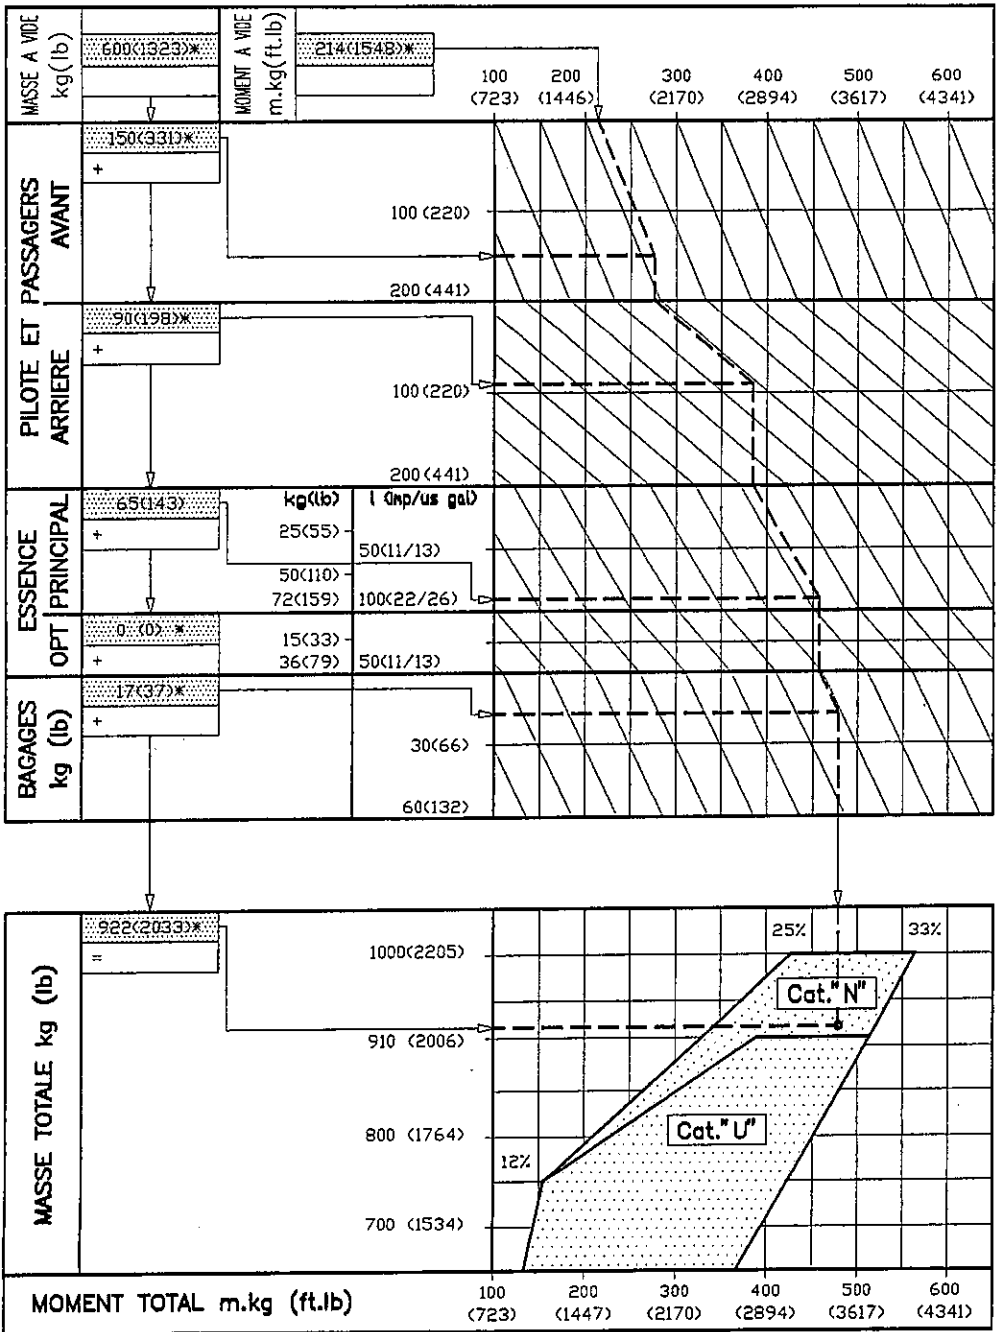 MASSE A VIDE
kg(lb)
600(1323)*
MOMENT A VIDE
m.kg(ft.lb)
214(1548)*
100 200 300 400 500 600
(723) (1446) (2170) (2894) (3617) (4341)
PILOTE ET PASSAGERS
AVANT
150(331)*
+
100(220)
200(441)
ARRIERE
90(198)*
+
100(220)
200(441)
ESSENCE
PRINCIPAL
65(143)
+
kg(lb)
l (imp/us gal)
25(55)
50(11/13)
50(110)
72(159)
100(22/26)
OPT
0 (0) *
+
15(33)
36(79)
50(11/13)
BAGAGES
kg (lb)
17(37)*
+
30(66)
60(132)
MASSE TOTALE kg (lb)
922(2033)*
=
25%
33%
1000(2205)
Cat."N"
910 (2006)
800 (1764)
Cat."U"
12%
700 (1534)
MOMENT TOTAL m.kg (ft.lb)
100 200 300 400 500 600
(723) (1447) (2170) (2894) (3617) (4341)